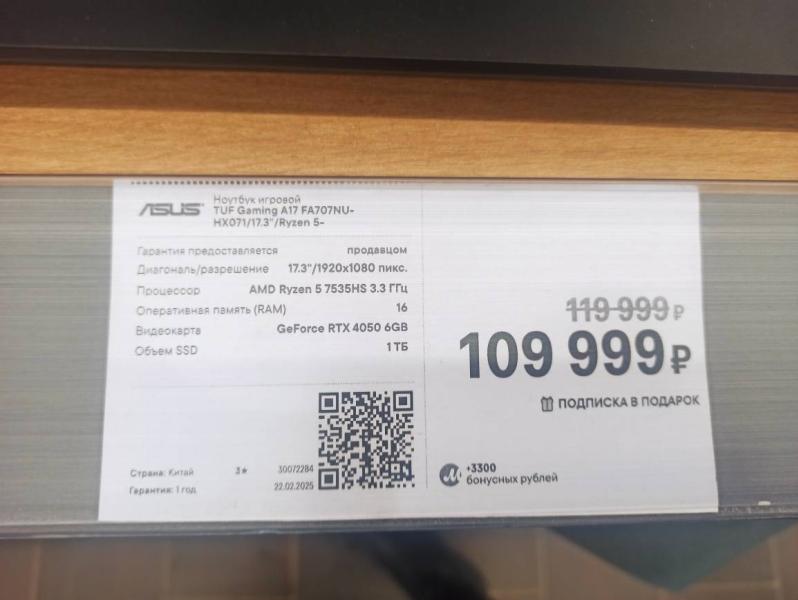 ASUS
Ноутбук игровой
TUF Gaming A17 FA707NU-
HX071/17.3"/Ryzen 5-
Гарантия предоставляется продавцом
Диагональ/разрешение 17.3"/1920x1080 пикс.
Процессор AMD Ryzen 5 7535HS 3.3 ГГц
Оперативная память (RAM) 16
Видеокарта GeForce RTX 4050 6GB
Объем SSD 1 ТБ
119 999 ₽
109 999 ₽
ПОДПИСКА В ПОДАРОК
Страна: Китай 3★ 30072284
Гарантия: 1 год 22.02.2025
+3300
бонусных рублей